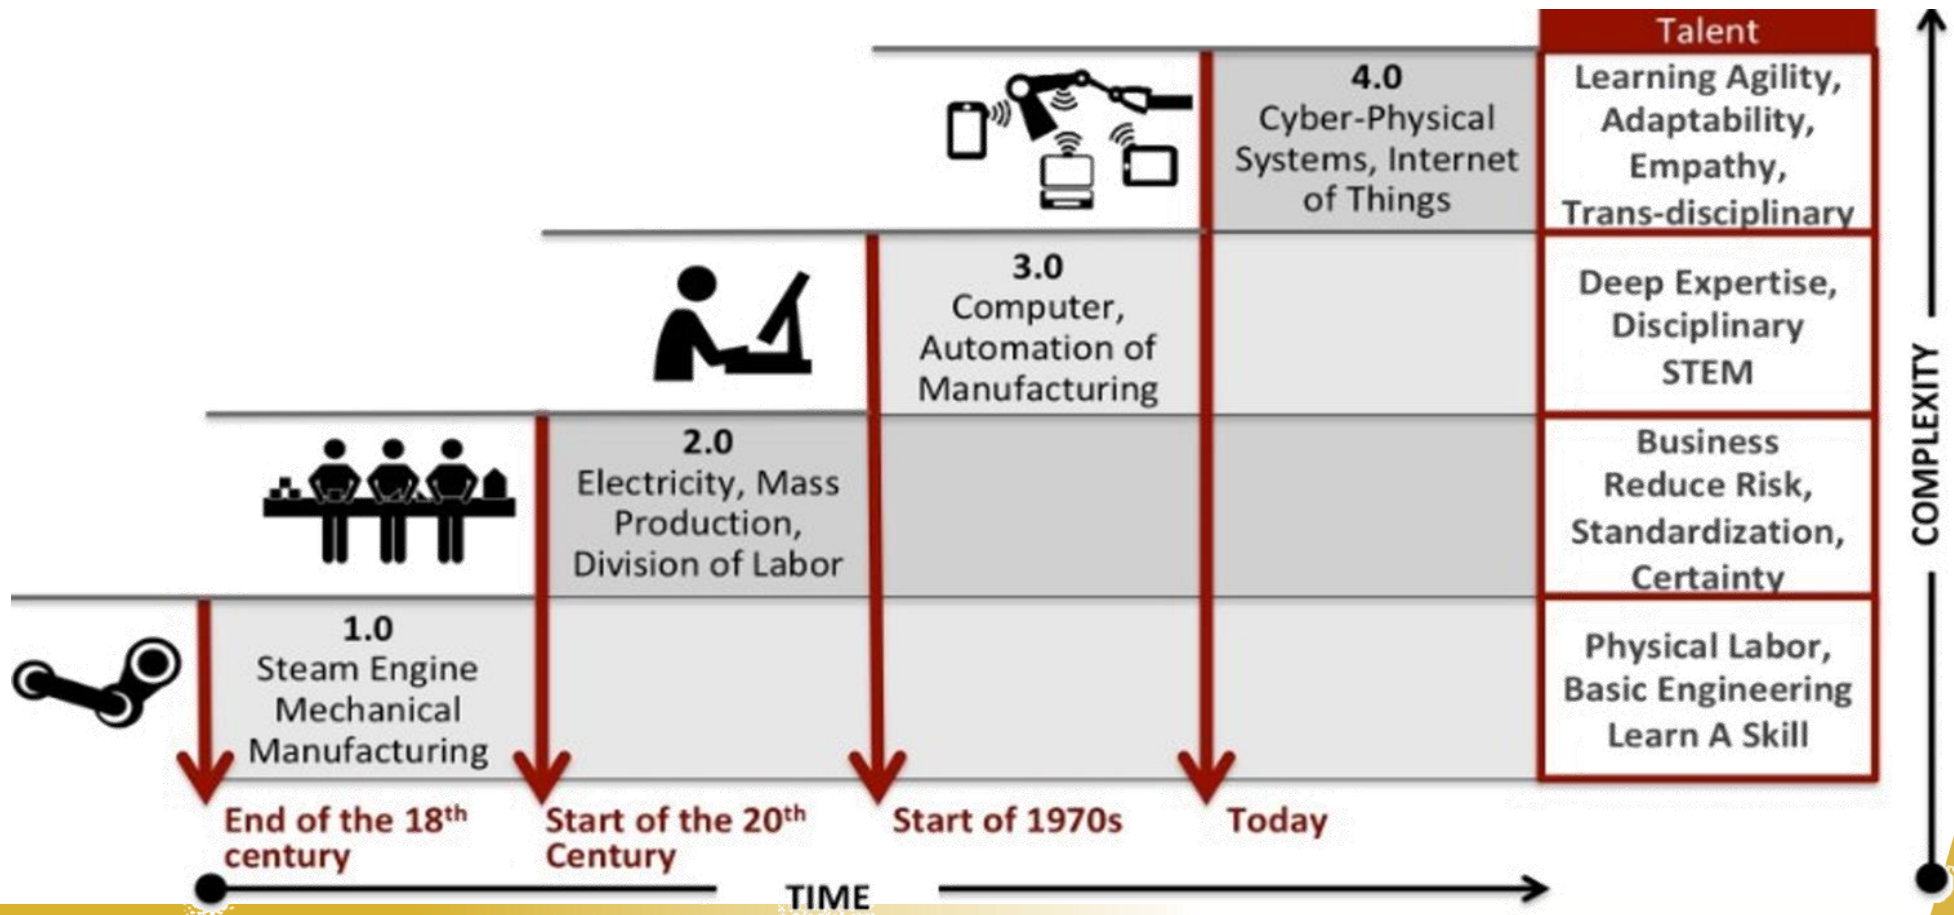 Talent
4.0
Cyber-Physical
Systems, Internet
of Things
Learning Agility,
Adaptability,
Empathy,
Trans-disciplinary
3.0
Computer,
Automation of
Manufacturing
Deep Expertise,
Disciplinary
STEM
2.0
Electricity, Mass
Production,
Division of Labor
Business
Reduce Risk,
Standardization,
Certainty
1.0
Steam Engine
Mechanical
Manufacturing
Physical Labor,
Basic Engineering
Learn A Skill
End of the 18th
century
Start of the 20th
Century
Start of 1970s
Today
TIME
COMPLEXITY